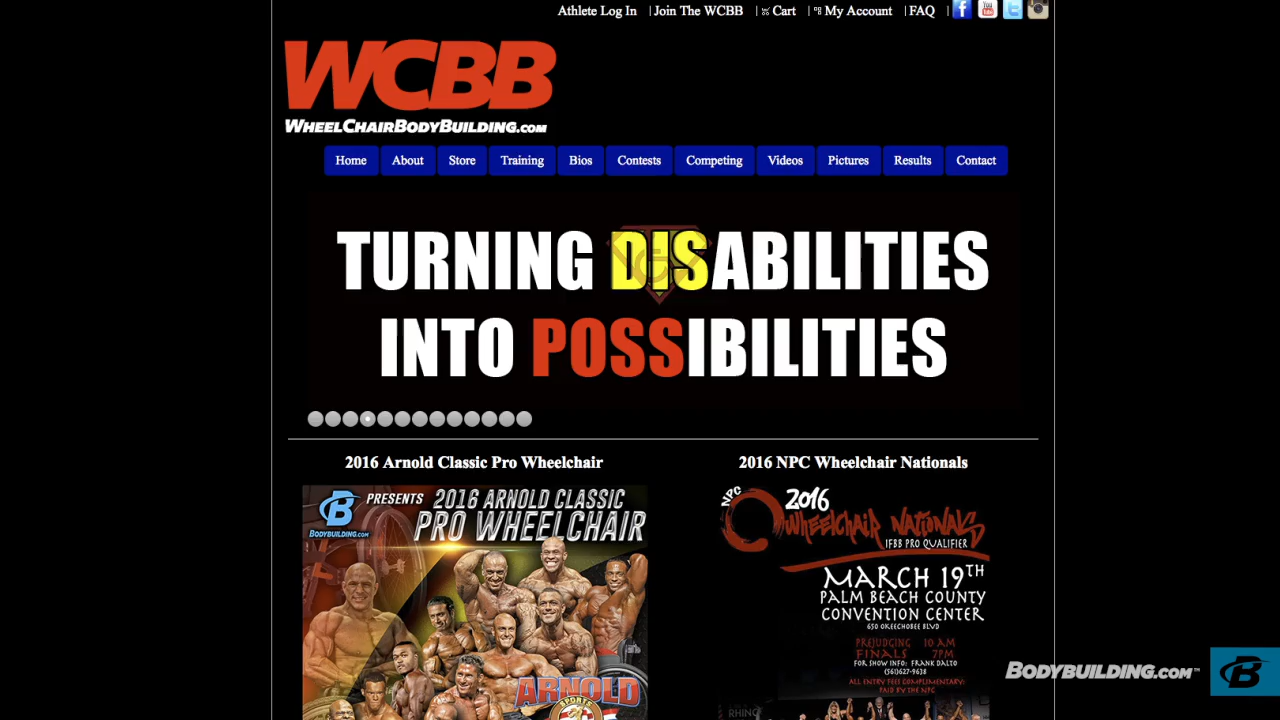 Athlete Log In | Join The WCBB | Cart | My Account | FAQ |
WCBB
WHEELCHAIRBODYBUILDING.COM
Home About Store Training Bios Contests Competing Videos Pictures Results Contact
TURNING DISABILITIES
INTO POSSIBILITIES
2016 Arnold Classic Pro Wheelchair
B
BODYBUILDING.COM
PRESENTS 2016 ARNOLD CLASSIC
PRO WHEELCHAIR
ARNOLD
SPORTS
2016 NPC Wheelchair Nationals
NPC 2016
WHEELCHAIR NATIONALS
IFBB PRO QUALIFIER
MARCH 19TH
PALM BEACH COUNTY
CONVENTION CENTER
650 OKEECHOBEE BLVD
PREJUDGING 10 AM
FINALS 7PM
FOR SHOW INFO: FRANK DALTO
(561)627-9638
ALL ENTRY FEES COMPLIMENTARY:
PAID BY THE NPC
RHINO
BODYBUILDING.COM™ B